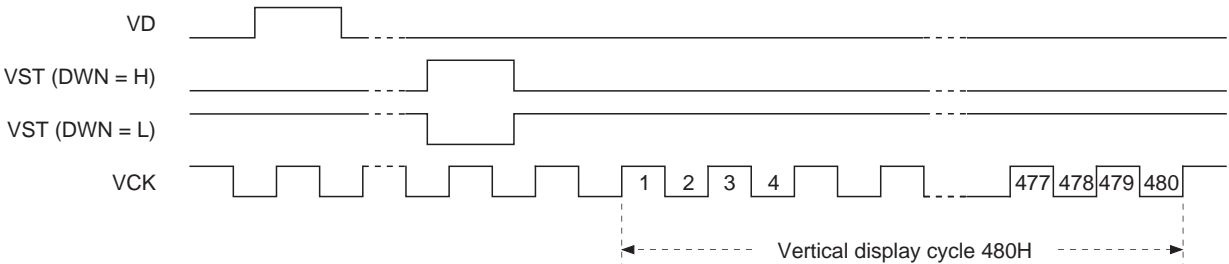 VD
VST (DWN = H)
VST (DWN = L)
VCK
1 2 3 4 477 478 479 480
Vertical display cycle 480H